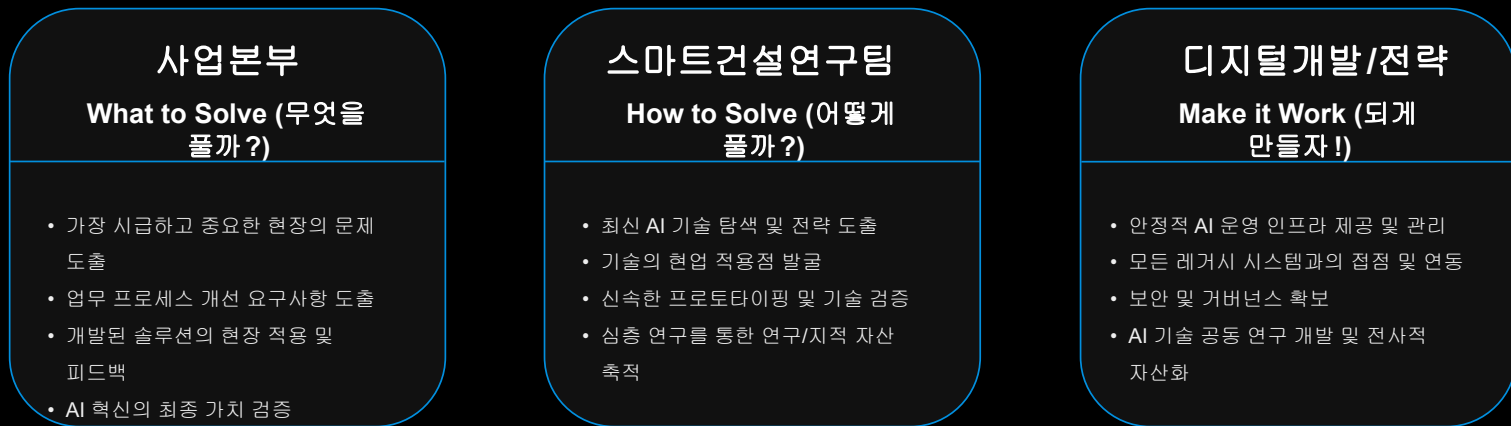 사업본부
What to Solve (무엇을
풀까?)
• 가장 시급하고 중요한 현장의 문제
도출
• 업무 프로세스 개선 요구사항 도출
• 개발된 솔루션의 현장 적용 및
피드백
• AI 혁신의 최종 가치 검증
스마트건설연구팀
How to Solve (어떻게
풀까?)
• 최신 AI 기술 탐색 및 전략 도출
• 기술의 현업 적용점 발굴
• 신속한 프로토타이핑 및 기술 검증
• 심층 연구를 통한 연구/지적 자산
축적
디지털개발/전략
Make it Work (되게
만들자!)
• 안정적 AI 운영 인프라 제공 및 관리
• 모든 레거시 시스템과의 접점 및 연동
• 보안 및 거버넌스 확보
• AI 기술 공동 연구 개발 및 전사적
자산화